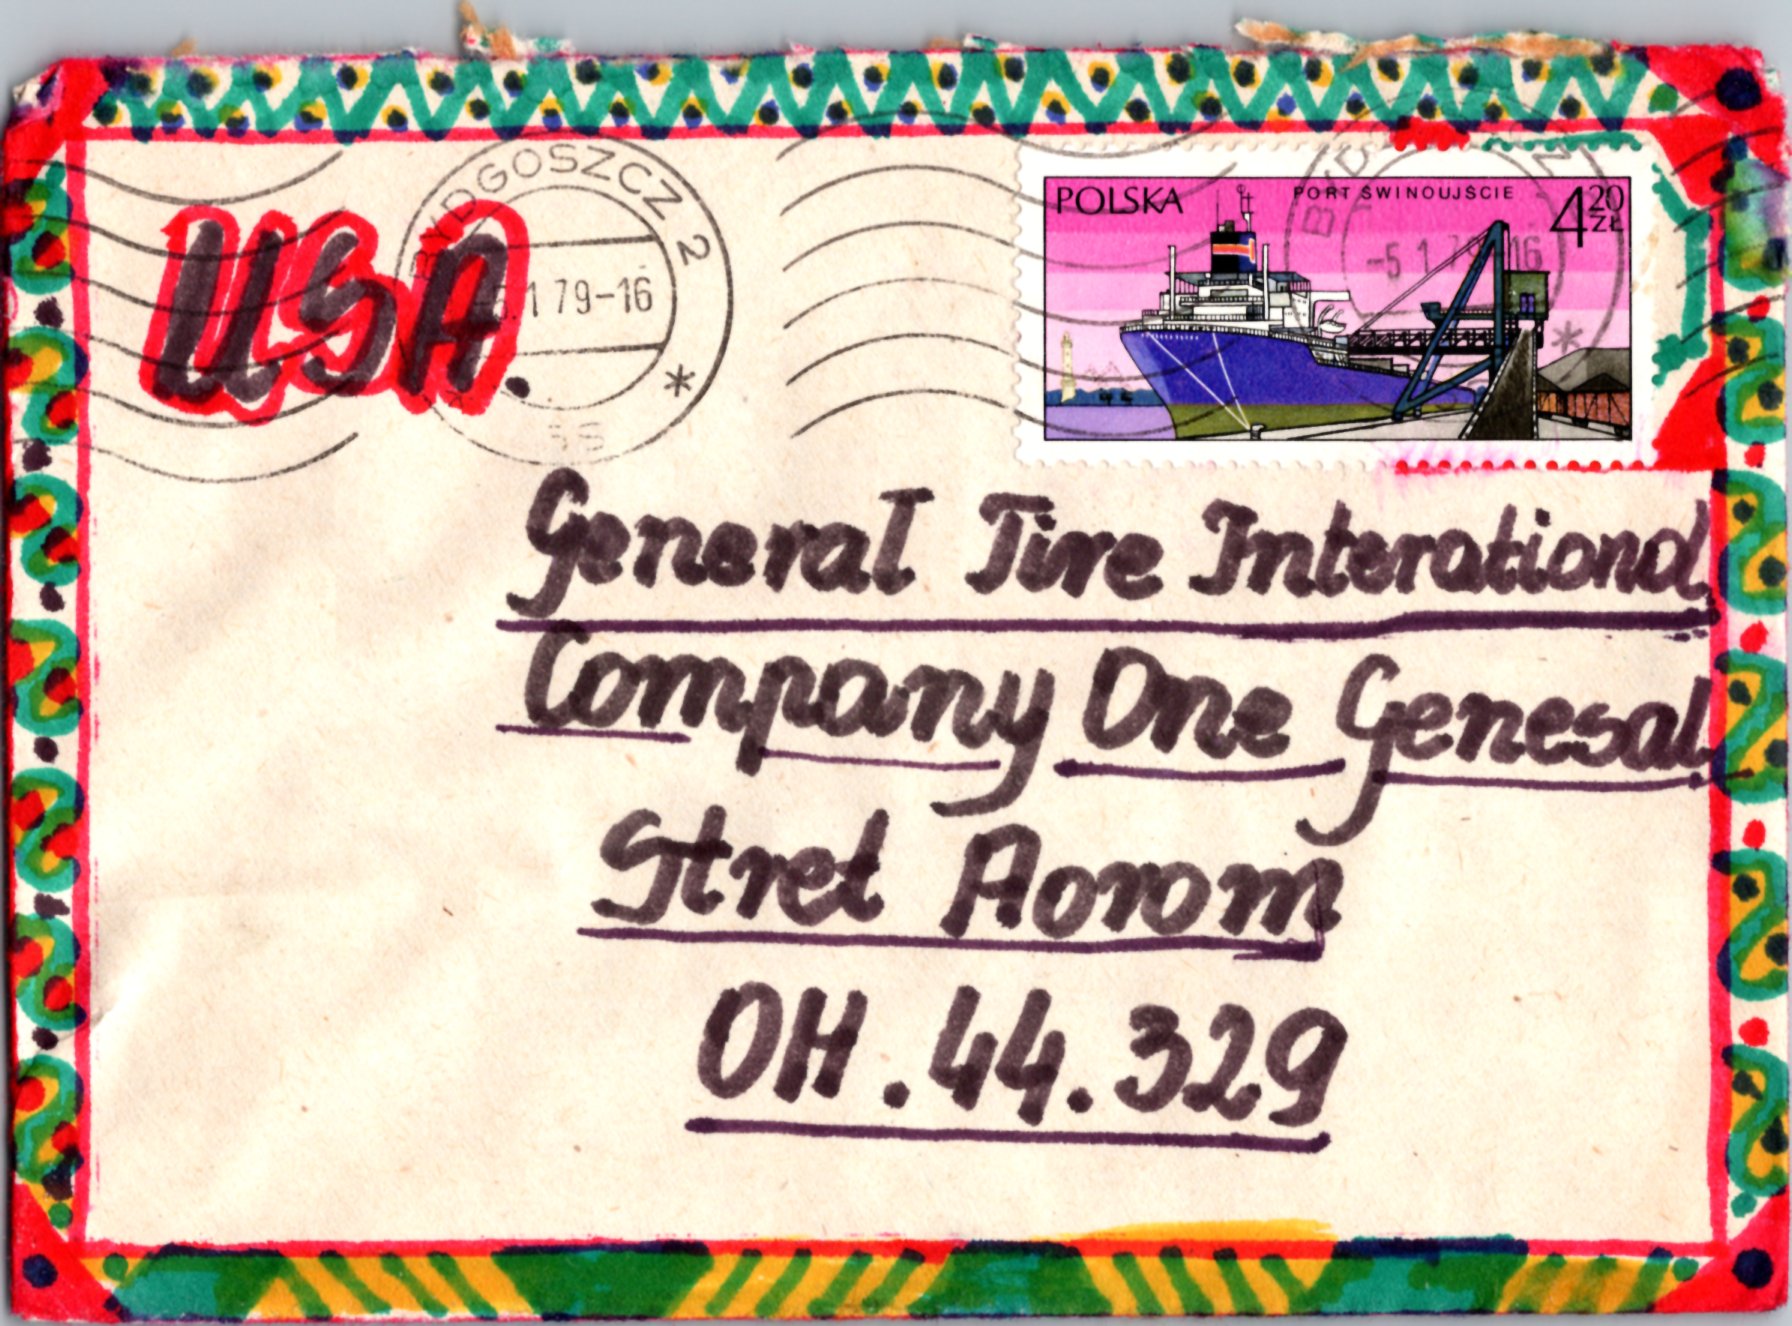 BYDGOSZCZ 2
-5.1 79-16
*
USA.
POLSKA
PORT ŚWINOUJŚCIE
4 20 ZŁ
-5 1 7 16
*
General Tire Interational
Company One Genesal
Stret Aorom
OH.44.329